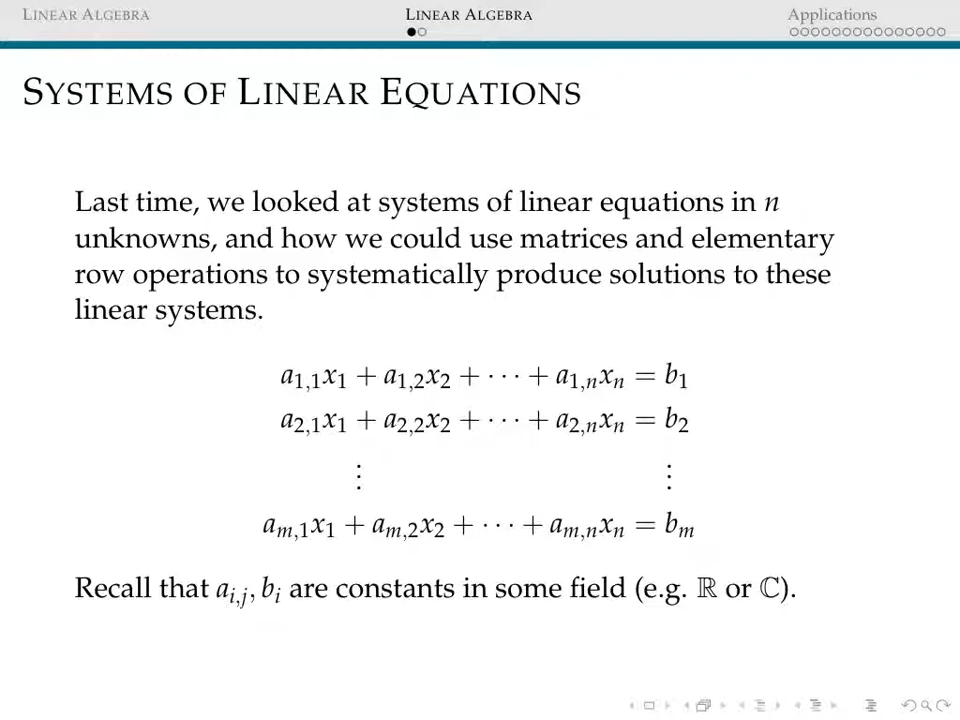 LINEAR ALGEBRA LINEAR ALGEBRA Applications
SYSTEMS OF LINEAR EQUATIONS
Last time, we looked at systems of linear equations in n
unknowns, and how we could use matrices and elementary
row operations to systematically produce solutions to these
linear systems.
a₁,₁x₁ + a₁,₂x₂ + ⋯ + a₁,ₙxₙ = b₁
a₂,₁x₁ + a₂,₂x₂ + ⋯ + a₂,ₙxₙ = b₂
⋮ ⋮
aₘ,₁x₁ + aₘ,₂x₂ + ⋯ + aₘ,ₙxₙ = bₘ
Recall that aᵢ,ⱼ, bᵢ are constants in some field (e.g. ℝ or ℂ).